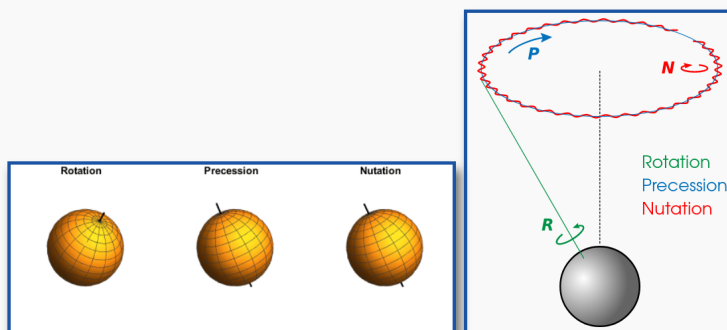 Rotation
Precession
Nutation
P
N
R
Rotation
Precession
Nutation